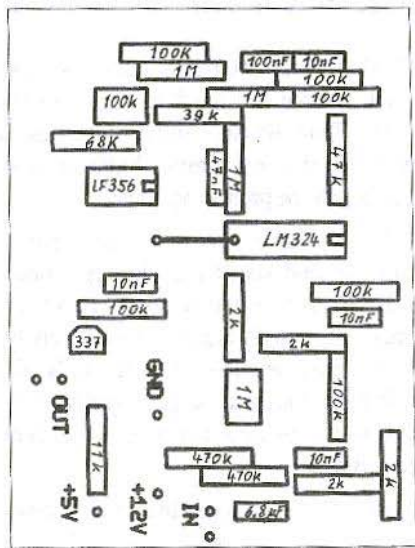 100k
100nF 10nF
1M
100k
100k
1M 100k
39k
68k
47nF
1M
47k
LF356
LM324
10nF
100k
100k
10nF
2k
337
2k
GND
1M
100k
OUT
11k
470k
10nF
470k
2k
2k
+5V
+12V
IN
6,8µF